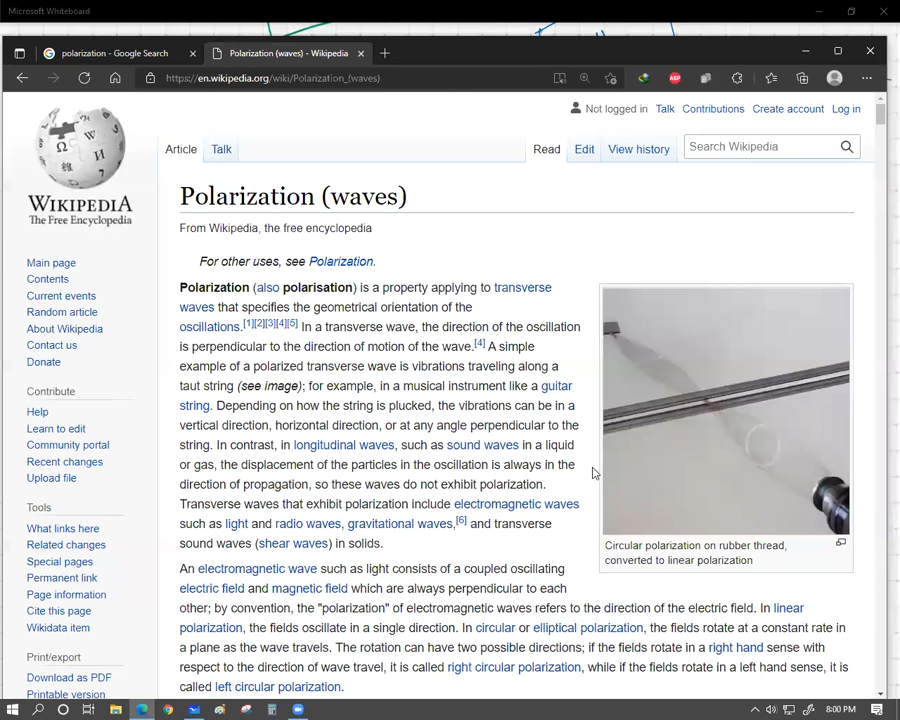 Microsoft Whiteboard
polarization - Google Search
Polarization (waves) - Wikipedia
https://en.wikipedia.org/wiki/Polarization_(waves)
ABP
Not logged in Talk Contributions Create account Log in
Article Talk Read Edit View history Search Wikipedia
WIKIPEDIA
The Free Encyclopedia
Main page
Contents
Current events
Random article
About Wikipedia
Contact us
Donate
Contribute
Help
Learn to edit
Community portal
Recent changes
Upload file
Tools
What links here
Related changes
Special pages
Permanent link
Page information
Cite this page
Wikidata item
Print/export
Download as PDF
Printable version
Polarization (waves)
From Wikipedia, the free encyclopedia
For other uses, see Polarization.
Polarization (also polarisation) is a property applying to transverse
waves that specifies the geometrical orientation of the
oscillations.[1][2][3][4][5] In a transverse wave, the direction of the oscillation
is perpendicular to the direction of motion of the wave.[4] A simple
example of a polarized transverse wave is vibrations traveling along a
taut string (see image); for example, in a musical instrument like a guitar
string. Depending on how the string is plucked, the vibrations can be in a
vertical direction, horizontal direction, or at any angle perpendicular to the
string. In contrast, in longitudinal waves, such as sound waves in a liquid
or gas, the displacement of the particles in the oscillation is always in the
direction of propagation, so these waves do not exhibit polarization.
Transverse waves that exhibit polarization include electromagnetic waves
such as light and radio waves, gravitational waves,[6] and transverse
sound waves (shear waves) in solids.
Circular polarization on rubber thread,
converted to linear polarization
An electromagnetic wave such as light consists of a coupled oscillating
electric field and magnetic field which are always perpendicular to each
other; by convention, the "polarization" of electromagnetic waves refers to the direction of the electric field. In linear
polarization, the fields oscillate in a single direction. In circular or elliptical polarization, the fields rotate at a constant rate in
a plane as the wave travels. The rotation can have two possible directions; if the fields rotate in a right hand sense with
respect to the direction of wave travel, it is called right circular polarization, while if the fields rotate in a left hand sense, it is
called left circular polarization.
8:00 PM